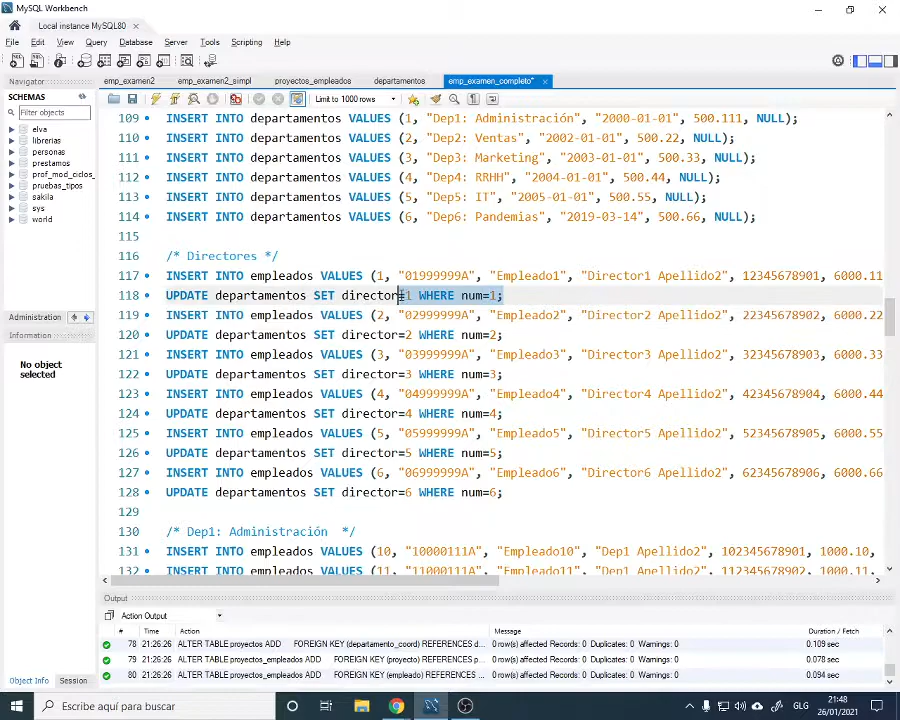 MySQL Workbench
Local instance MySQL80 ×
File Edit View Query Database Server Tools Scripting Help
Navigator
SCHEMAS
Filter objects
elva
librerias
personas
prestamos
prof_mod_ciclos_
pruebas_tipos
sakila
sys
world
Administration
Information
No object
selected
Object Info Session
emp_examen2 emp_examen2_simpl proyectos_empleados departamentos emp_examen_completo* ×
Limit to 1000 rows
109 INSERT INTO departamentos VALUES (1, "Dep1: Administración", "2000-01-01", 500.111, NULL);
110 INSERT INTO departamentos VALUES (2, "Dep2: Ventas", "2002-01-01", 500.22, NULL);
111 INSERT INTO departamentos VALUES (3, "Dep3: Marketing", "2003-01-01", 500.33, NULL);
112 INSERT INTO departamentos VALUES (4, "Dep4: RRHH", "2004-01-01", 500.44, NULL);
113 INSERT INTO departamentos VALUES (5, "Dep5: IT", "2005-01-01", 500.55, NULL);
114 INSERT INTO departamentos VALUES (6, "Dep6: Pandemias", "2019-03-14", 500.66, NULL);
115
116 /* Directores */
117 INSERT INTO empleados VALUES (1, "01999999A", "Empleado1", "Director1 Apellido2", 12345678901, 6000.11
118 UPDATE departamentos SET director=1 WHERE num=1;
119 INSERT INTO empleados VALUES (2, "02999999A", "Empleado2", "Director2 Apellido2", 22345678902, 6000.22
120 UPDATE departamentos SET director=2 WHERE num=2;
121 INSERT INTO empleados VALUES (3, "03999999A", "Empleado3", "Director3 Apellido2", 32345678903, 6000.33
122 UPDATE departamentos SET director=3 WHERE num=3;
123 INSERT INTO empleados VALUES (4, "04999999A", "Empleado4", "Director4 Apellido2", 42345678904, 6000.44
124 UPDATE departamentos SET director=4 WHERE num=4;
125 INSERT INTO empleados VALUES (5, "05999999A", "Empleado5", "Director5 Apellido2", 52345678905, 6000.55
126 UPDATE departamentos SET director=5 WHERE num=5;
127 INSERT INTO empleados VALUES (6, "06999999A", "Empleado6", "Director6 Apellido2", 62345678906, 6000.66
128 UPDATE departamentos SET director=6 WHERE num=6;
129
130 /* Dep1: Administración */
131 INSERT INTO empleados VALUES (10, "10000111A", "Empleado10", "Dep1 Apellido2", 102345678901, 1000.10,
132 INSERT INTO empleados VALUES (11, "11000111A", "Empleado11", "Dep1 Apellido2", 112345678901, 1000.11,
Output
Action Output
# Time Action Message Duration / Fetch
78 21:26:26 ALTER TABLE proyectos ADD FOREIGN KEY (departamento_coord) REFERENCES d... 0 row(s) affected Records: 0 Duplicates: 0 Warnings: 0 0.109 sec
79 21:26:26 ALTER TABLE proyectos_empleados ADD FOREIGN KEY (proyecto) REFERENCES p... 0 row(s) affected Records: 0 Duplicates: 0 Warnings: 0 0.078 sec
80 21:26:26 ALTER TABLE proyectos_empleados ADD FOREIGN KEY (empleado) REFERENCES e... 0 row(s) affected Records: 0 Duplicates: 0 Warnings: 0 0.094 sec
Escribe aquí para buscar
GLG
21:48
26/01/2021